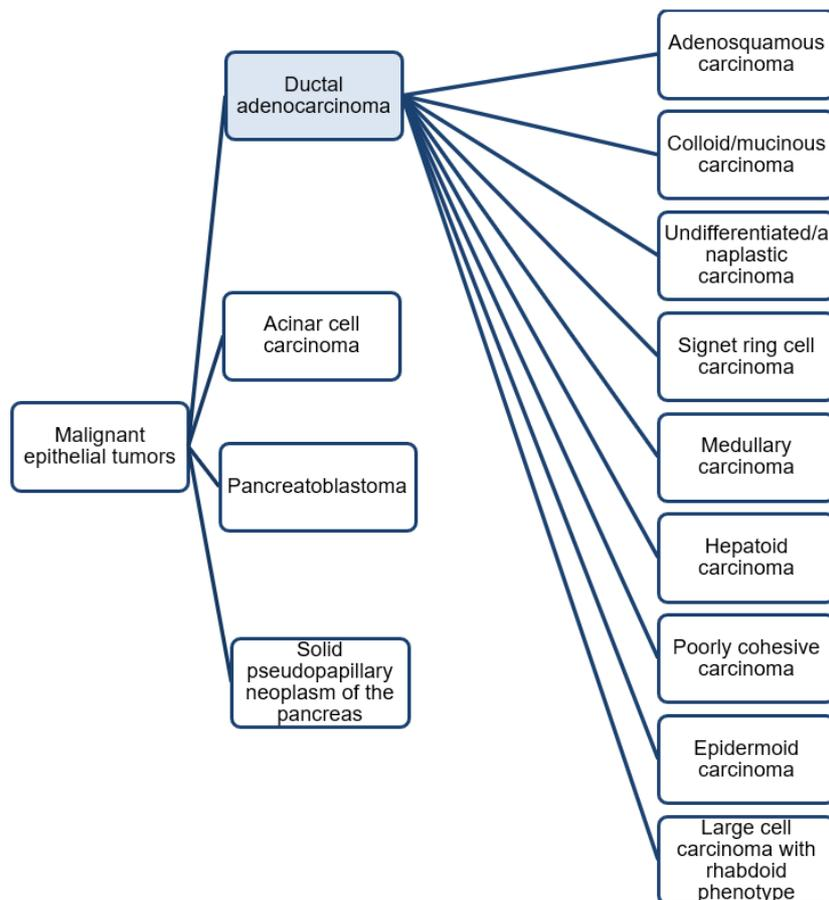 Malignant
epithelial tumors
Ductal
adenocarcinoma
Acinar cell
carcinoma
Pancreatoblastoma
Solid
pseudopapillary
neoplasm of the
pancreas
Adenosquamous
carcinoma
Colloid/mucinous
carcinoma
Undifferentiated/a
naplastic
carcinoma
Signet ring cell
carcinoma
Medullary
carcinoma
Hepatoid
carcinoma
Poorly cohesive
carcinoma
Epidermoid
carcinoma
Large cell
carcinoma with
rhabdoid
phenotype